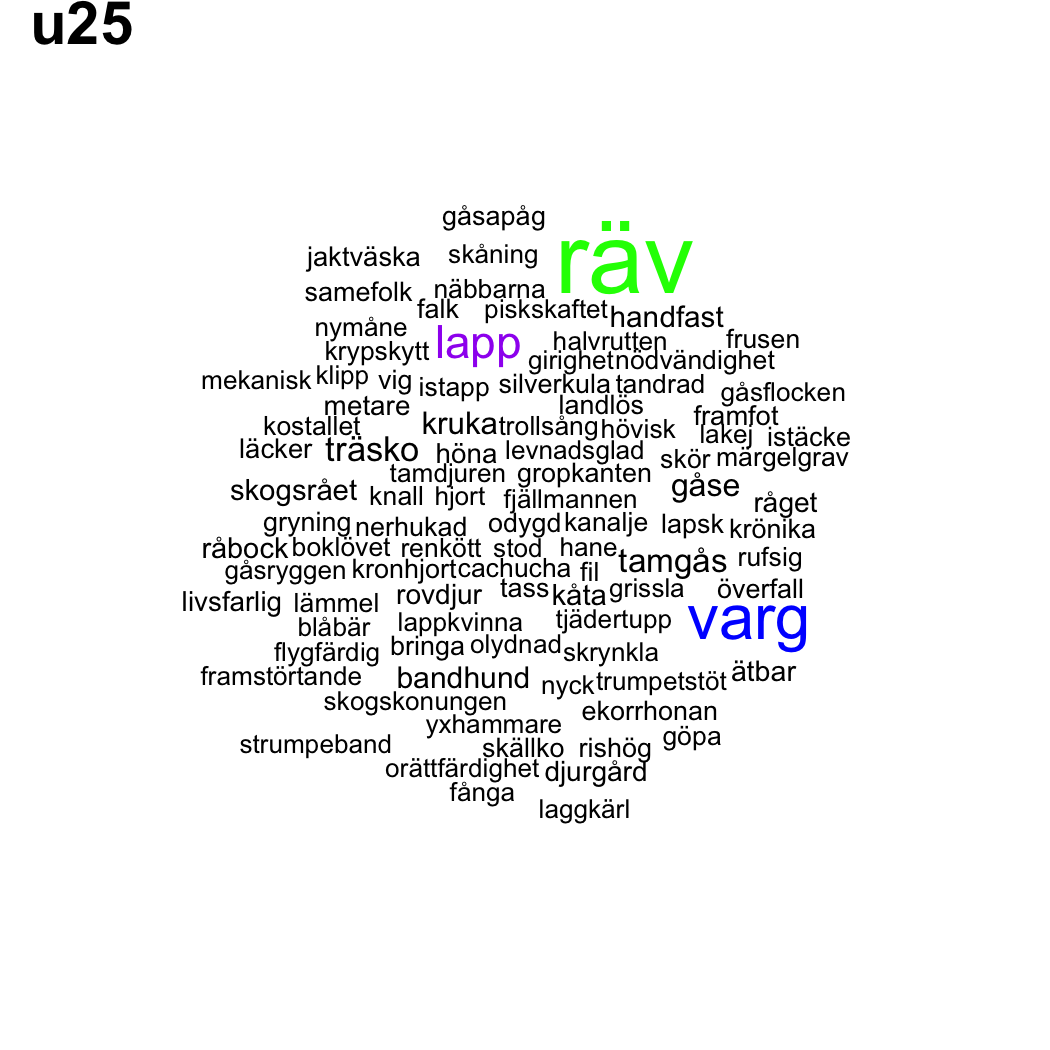 u25
gåsapåg
jaktväska skåning räv
samefolk näbbarna
falk piskskaftet handfast
nymåne lapp halvrutten frusen
krypskytt girighet nödvändighet
mekanisk klipp vig istapp silverkula tandrad gåsflocken
metare landlös framfot
kostallet kruka trollsång hövisk lakej istäcke
läcker träsko höna levnadsglad skör märgelgrav
tamdjuren gropkanten
skogsrået knall hjort fjällmannen gåse råget
gryning nerhukad odygd kanalje lapsk krönika
råbock boklövet renkött stod hane tamgås rufsig
gåsryggen kronhjort cachucha fil
livsfarlig lämmel rovdjur tass kåta grissla överfall
blåbär lappkvinna tjädertupp varg
flygfärdig bringa olydnad skrynkla
framstörtande bandhund nyck trumpetstöt ätbar
skogskonungen ekorrhonan
yxhammare göpa
strumpeband skällko rishög
orättfärdighet djurgård
fånga
laggkärl